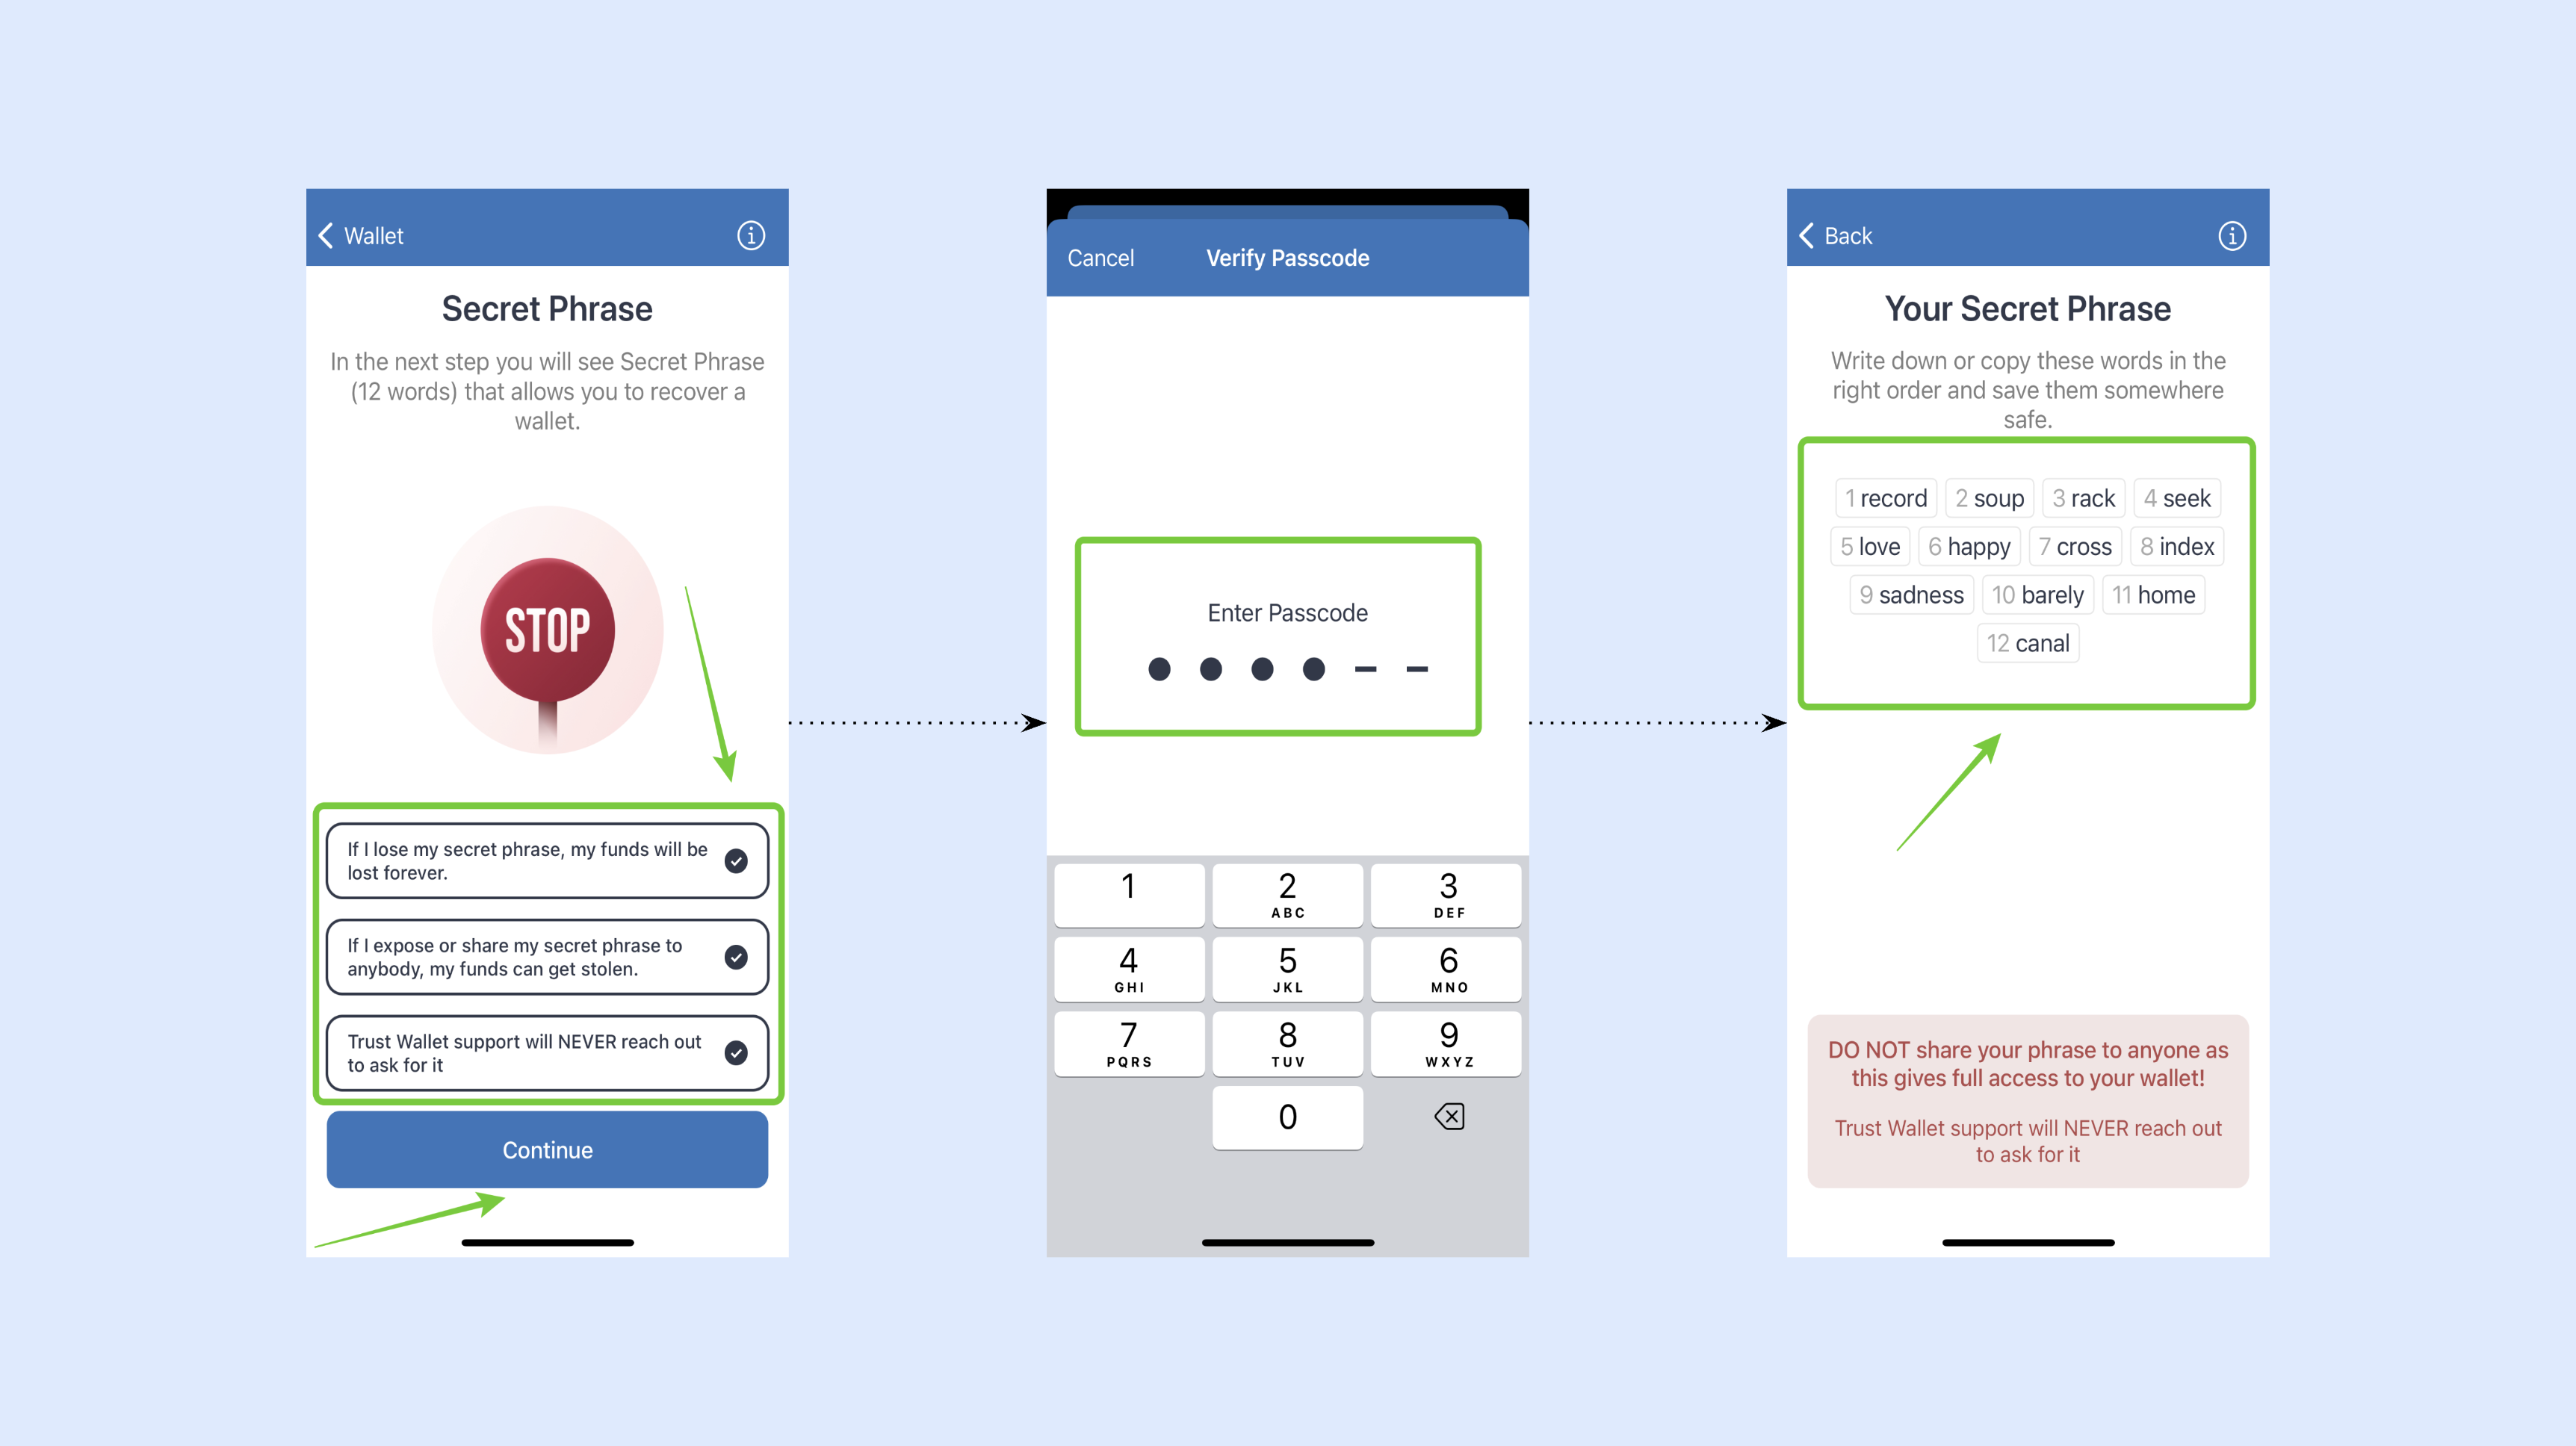 Wallet
Secret Phrase
In the next step you will see Secret Phrase
(12 words) that allows you to recover a
wallet.
STOP
If I lose my secret phrase, my funds will be
lost forever.
If I expose or share my secret phrase to
anybody, my funds can get stolen.
Trust Wallet support will NEVER reach out
to ask for it
Continue
Cancel Verify Passcode
Enter Passcode
1 2 3
ABC DEF
4 5 6
GHI JKL MNO
7 8 9
PQRS TUV WXYZ
0
Back
Your Secret Phrase
Write down or copy these words in the
right order and save them somewhere
safe.
1 record 2 soup 3 rack 4 seek
5 love 6 happy 7 cross 8 index
9 sadness 10 barely 11 home
12 canal
DO NOT share your phrase to anyone as
this gives full access to your wallet!
Trust Wallet support will NEVER reach out
to ask for it